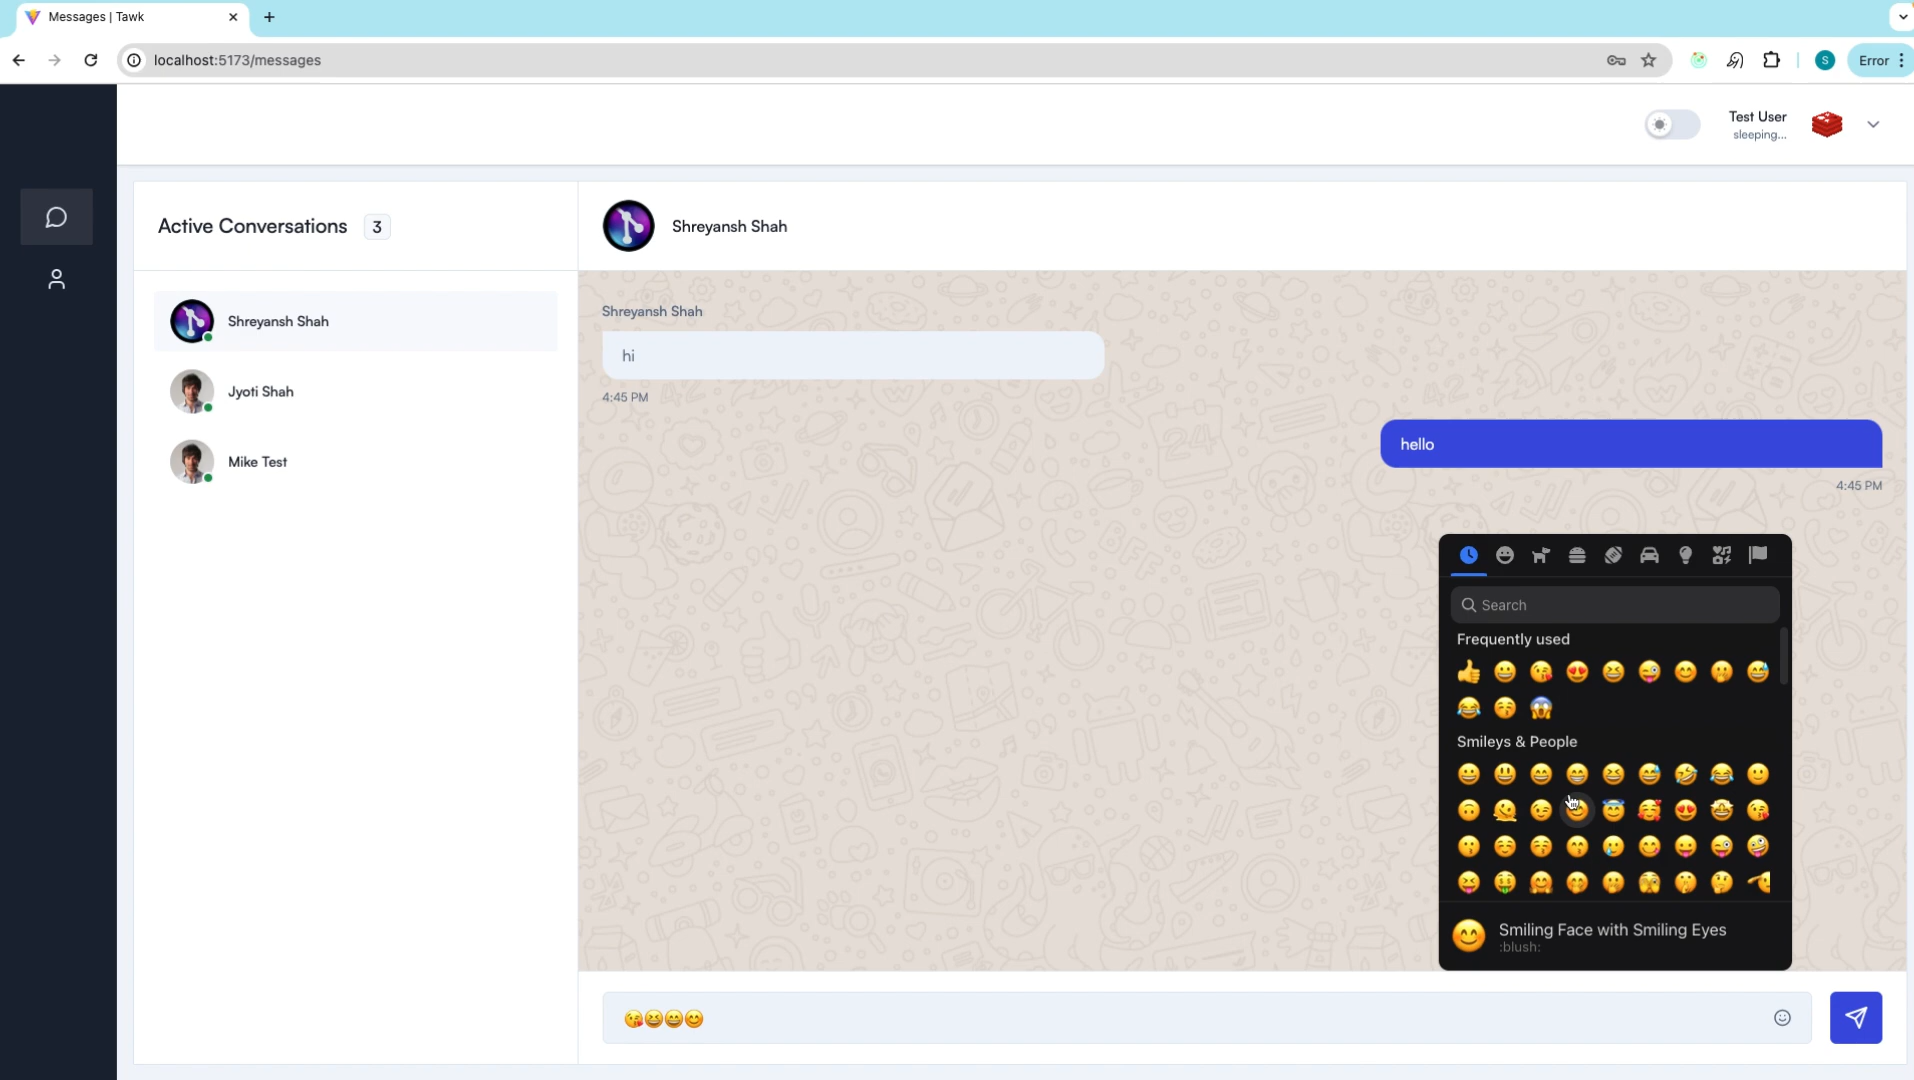 Messages | Tawk
localhost:5173/messages
S
Error
Test User
sleeping...
Active Conversations 3
Shreyansh Shah
Jyoti Shah
Mike Test
Shreyansh Shah
Shreyansh Shah
hi
4:45 PM
hello
4:45 PM
Search
Frequently used
👍😀😘😍😆😜😊🫢😅
😂😚😱
Smileys & People
😀😃😄😁😆😅🤣😂🙂
🙃🫠😉😊😇🥰😍🤩😘
😗☺️😚😙🥲😋😛😜🤪
😝🤑🤗🤭🫢🫣🤫🤔🫡
😊 Smiling Face with Smiling Eyes
:blush:
😘😆😄😊